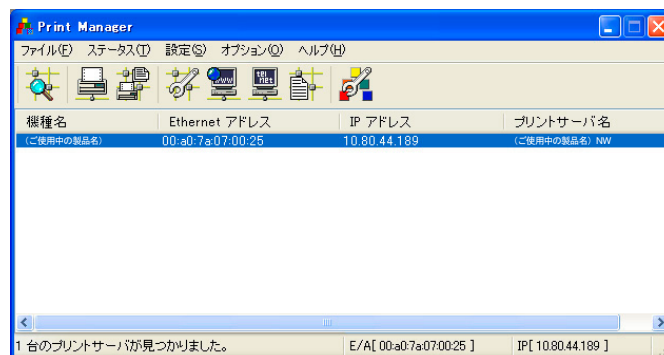 Print Manager
ファイル(F) ステータス(T) 設定(S) オプション(O) ヘルプ(H)
WWW tel net
機種名 Ethernet アドレス IP アドレス プリントサーバ名
(ご使用中の製品名) 00:a0:7a:07:00:25 10.80.44.189 (ご使用中の製品名) NW
1 台のプリントサーバが見つかりました。 E/A[ 00:a0:7a:07:00:25 ] IP[ 10.80.44.189 ]